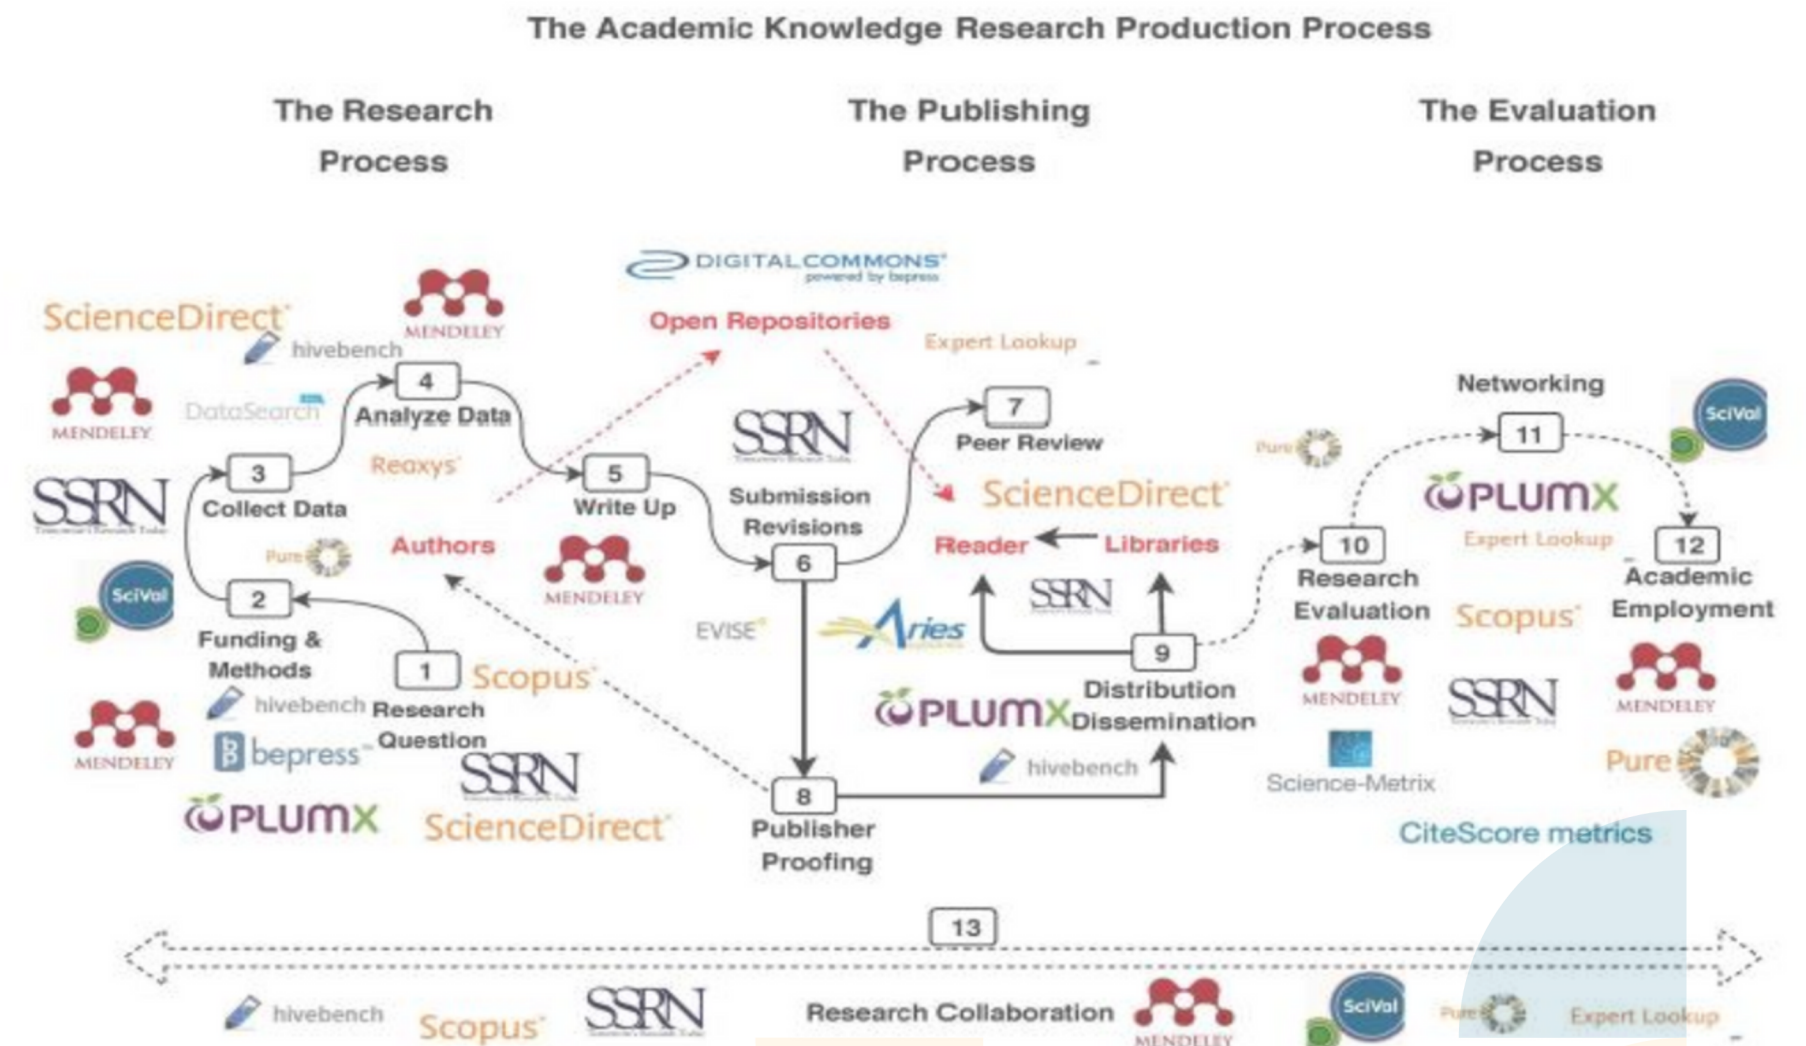 The Academic Knowledge Research Production Process
The Research
Process
The Publishing
Process
The Evaluation
Process
DIGITAL COMMONS
powered by bepress
Open Repositories
Expert Lookup
ScienceDirect
MENDELEY
hivebench
MENDELEY
DataSearch
4
Analyze Data
Reaxys
3
Collect Data
SSRN
Pure
Authors
SciVal
2
Funding &
Methods
1
Scopus
Research
Question
hivebench
bepress
MENDELEY
SSRN
PLUMX
ScienceDirect
5
Write Up
MENDELEY
SSRN
Submission
Revisions
6
7
Peer Review
ScienceDirect
Reader
Libraries
SSRN
EVISE
Aries
9
Distribution
Dissemination
PLUMX
hivebench
8
Publisher
Proofing
Networking
11
SciVal
Pure
PLUMX
Expert Lookup
10
Research
Evaluation
12
Academic
Employment
Scopus
MENDELEY
SSRN
MENDELEY
Science-Metrix
Pure
CiteScore metrics
13
hivebench
Scopus
SSRN
Research Collaboration
MENDELEY
SciVal
Pure
Expert Lookup